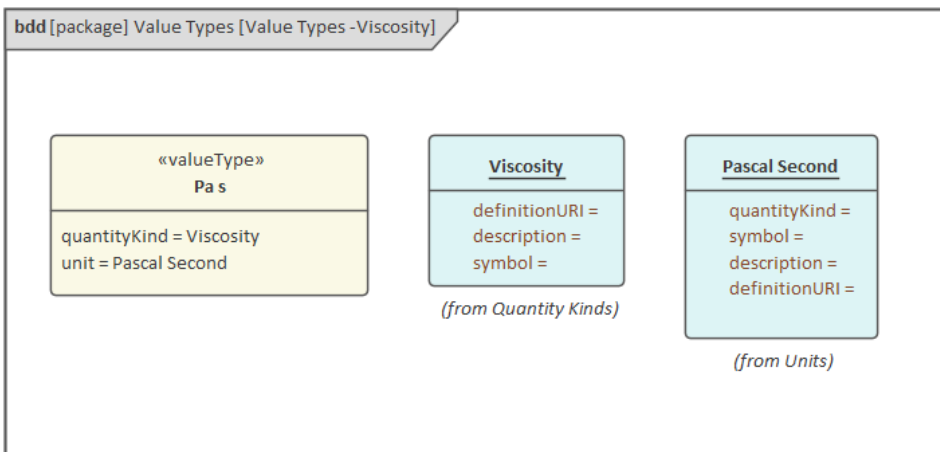 bdd [package] Value Types [Value Types -Viscosity]
«valueType»
Pa s
quantityKind = Viscosity
unit = Pascal Second
Viscosity
definitionURI =
description =
symbol =
(from Quantity Kinds)
Pascal Second
quantityKind =
symbol =
description =
definitionURI =
(from Units)